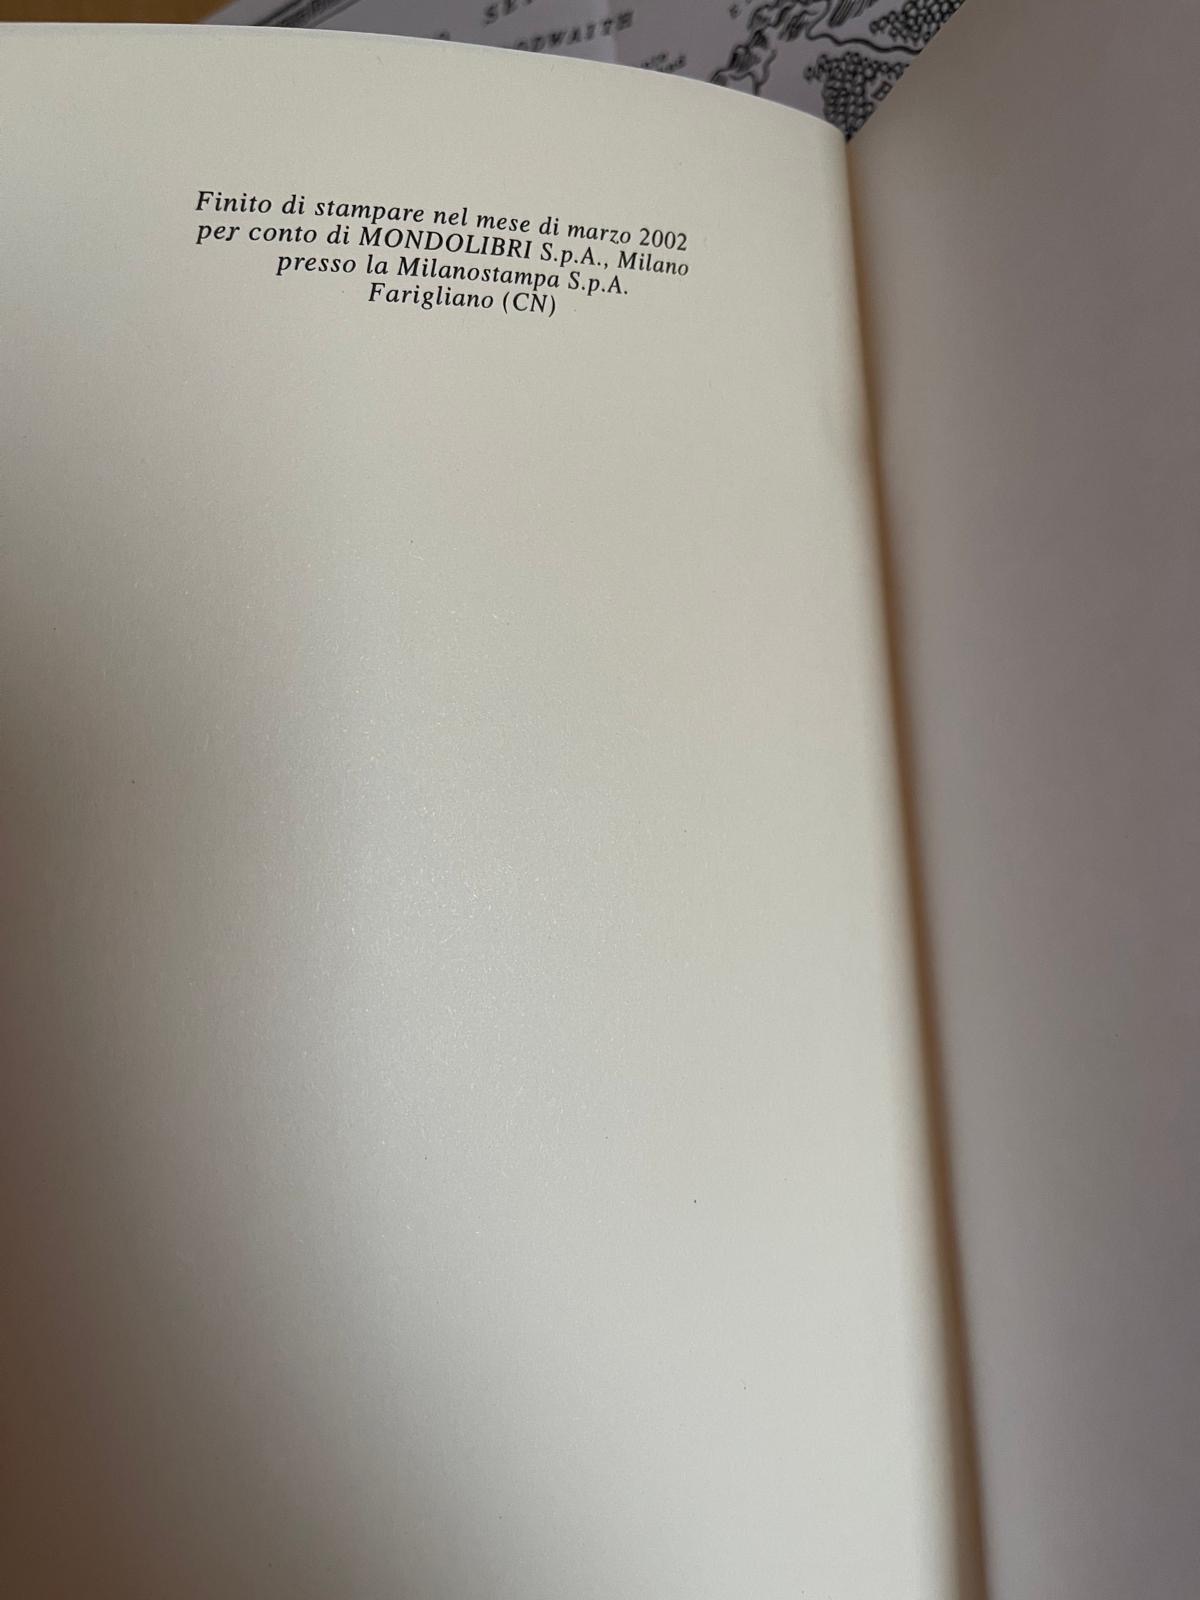 Finito di stampare nel mese di marzo 2002
per conto di MONDOLIBRI S.p.A., Milano
presso la Milanostampa S.p.A.
Farigliano (CN)